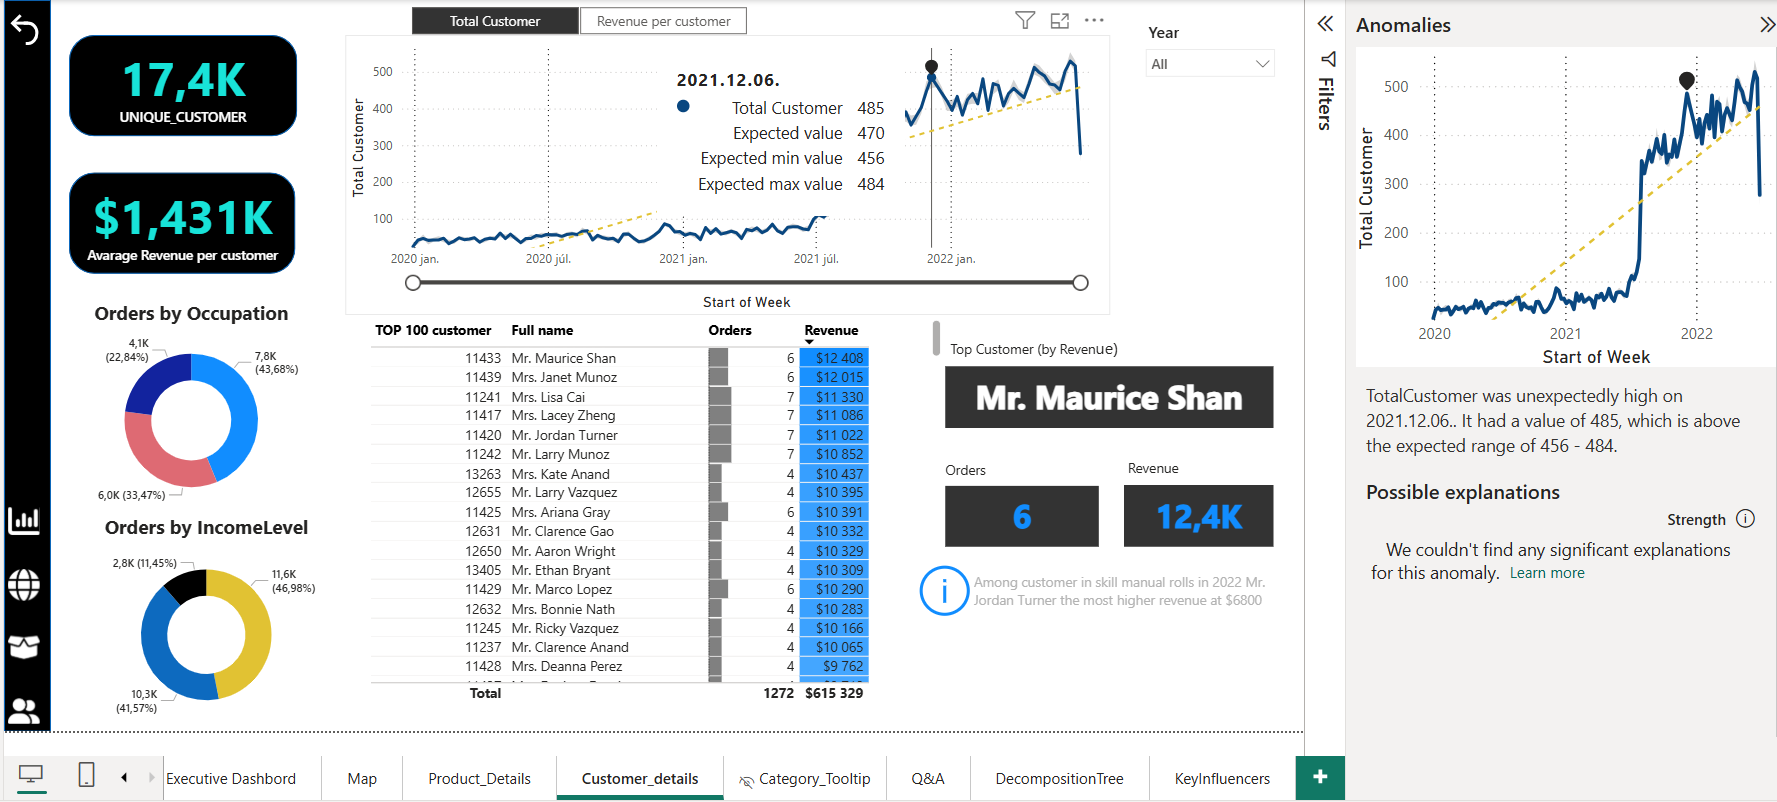 Total Customer
Revenue per customer
17,4K
UNIQUE_CUSTOMER
$1,431K
Avarage Revenue per customer
Total Customer
500
400
300
200
100
2021.12.06.
Total Customer 485
Expected value 470
Expected min value 456
Expected max value 484
2020 jan.
2020 júl.
2021 jan.
2021 júl.
2022 jan.
Start of Week
Year
All
Filters
Orders by Occupation
4,1K
(22,84%)
7,8K
(43,68%)
6,0K (33,47%)
Orders by IncomeLevel
2,8K (11,45%)
11,6K
(46,98%)
10,3K
(41,57%)
TOP 100 customer Full name Orders Revenue
11433 Mr. Maurice Shan 6 $12 408
11439 Mrs. Janet Munoz 6 $12 015
11241 Mrs. Lisa Cai 7 $11 330
11417 Mrs. Lacey Zheng 7 $11 086
11420 Mr. Jordan Turner 7 $11 022
11242 Mr. Larry Munoz 7 $10 852
13263 Mrs. Kate Anand 4 $10 437
12655 Mr. Larry Vazquez 4 $10 395
11425 Mrs. Ariana Gray 6 $10 391
12631 Mr. Clarence Gao 4 $10 332
12650 Mr. Aaron Wright 4 $10 329
13405 Mr. Ethan Bryant 4 $10 309
11429 Mr. Marco Lopez 6 $10 290
12632 Mrs. Bonnie Nath 4 $10 283
11245 Mr. Ricky Vazquez 4 $10 166
11237 Mr. Clarence Anand 4 $10 065
11428 Mrs. Deanna Perez 4 $9 762
Total 1272 $615 329
Top Customer (by Revenue)
Mr. Maurice Shan
Orders
6
Revenue
12,4K
Among customer in skill manual rolls in 2022 Mr.
Jordan Turner the most higher revenue at $6800
Anomalies
Total Customer
500
400
300
200
100
2020
2021
2022
Start of Week
TotalCustomer was unexpectedly high on
2021.12.06.. It had a value of 485, which is above
the expected range of 456 - 484.
Possible explanations
Strength
We couldn't find any significant explanations
for this anomaly. Learn more
Executive Dashbord
Map
Product_Details
Customer_details
Category_Tooltip
Q&A
DecompositionTree
KeyInfluencers
+